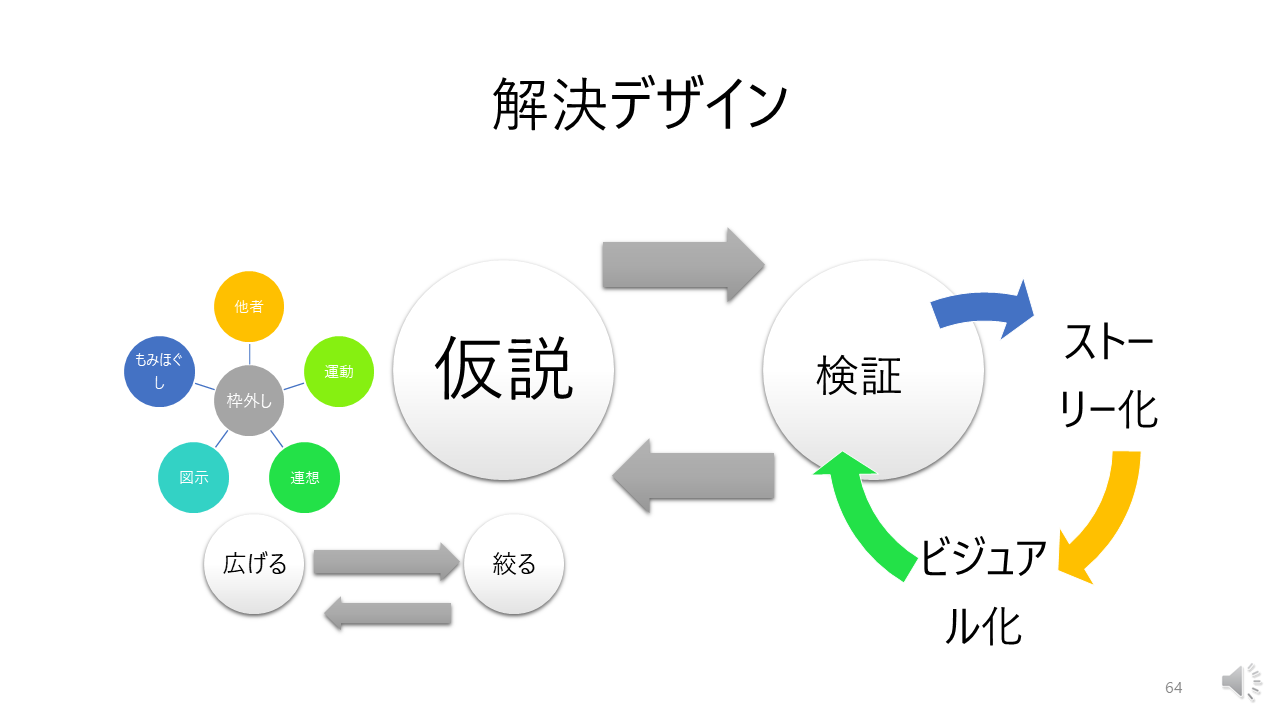 解決デザイン
他者
もみほぐ
し
運動
枠外し
図示
連想
仮説
検証
ストー
リー化
ビジュア
ル化
広げる
絞る
64